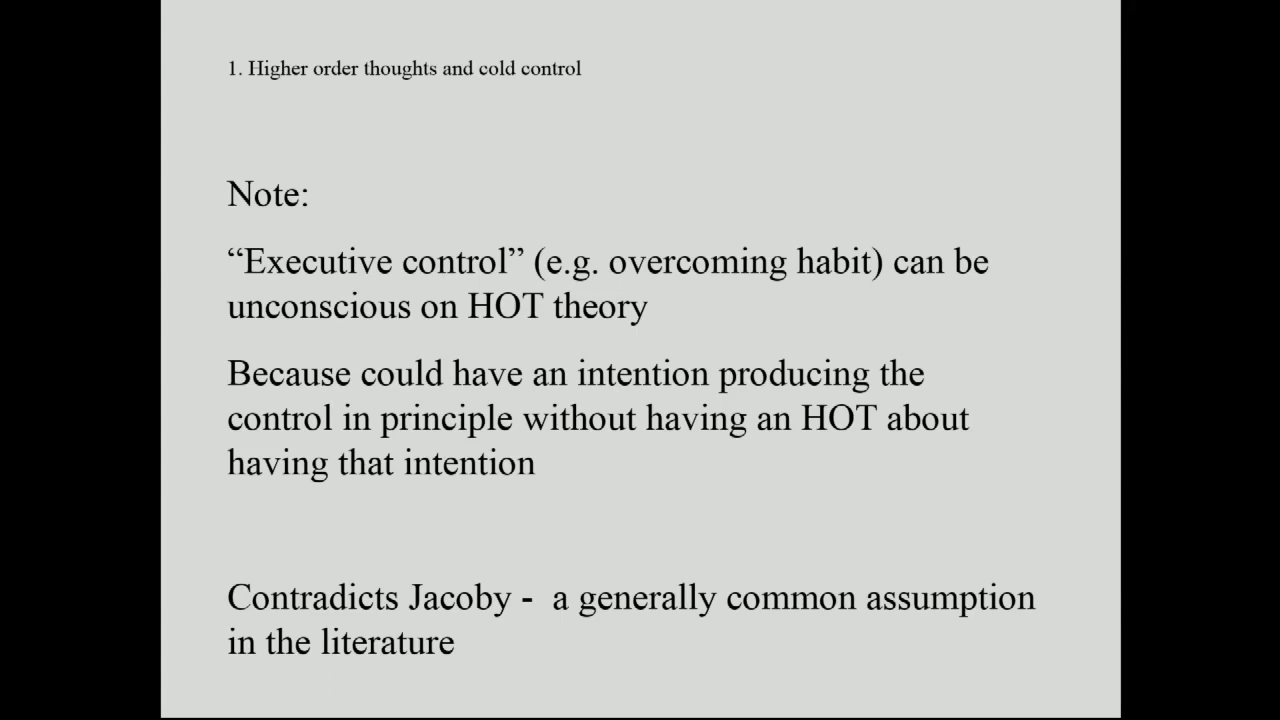 1. Higher order thoughts and cold control
Note:
“Executive control” (e.g. overcoming habit) can be
unconscious on HOT theory
Because could have an intention producing the
control in principle without having an HOT about
having that intention
Contradicts Jacoby -  a generally common assumption
in the literature